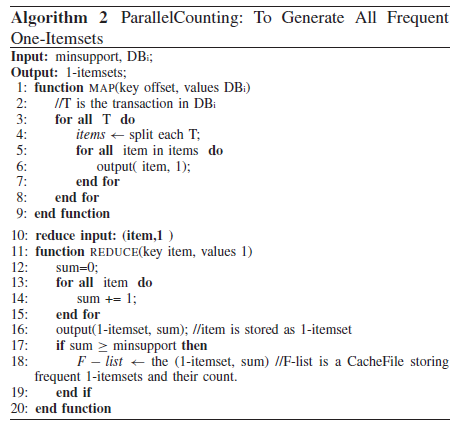 Algorithm 2 ParallelCounting: To Generate All Frequent
One-Itemsets
Input: minsupport, DBi;
Output: 1-itemsets;
1: function MAP(key offset, values DBi)
2: //T is the transaction in DBi
3: for all T do
4: items ← split each T;
5: for all item in items do
6: output( item, 1);
7: end for
8: end for
9: end function
10: reduce input: (item,1 )
11: function REDUCE(key item, values 1)
12: sum=0;
13: for all item do
14: sum += 1;
15: end for
16: output(1-itemset, sum); //item is stored as 1-itemset
17: if sum ≥ minsupport then
18: F − list ← the (1-itemset, sum) //F-list is a CacheFile storing
frequent 1-itemsets and their count.
19: end if
20: end function